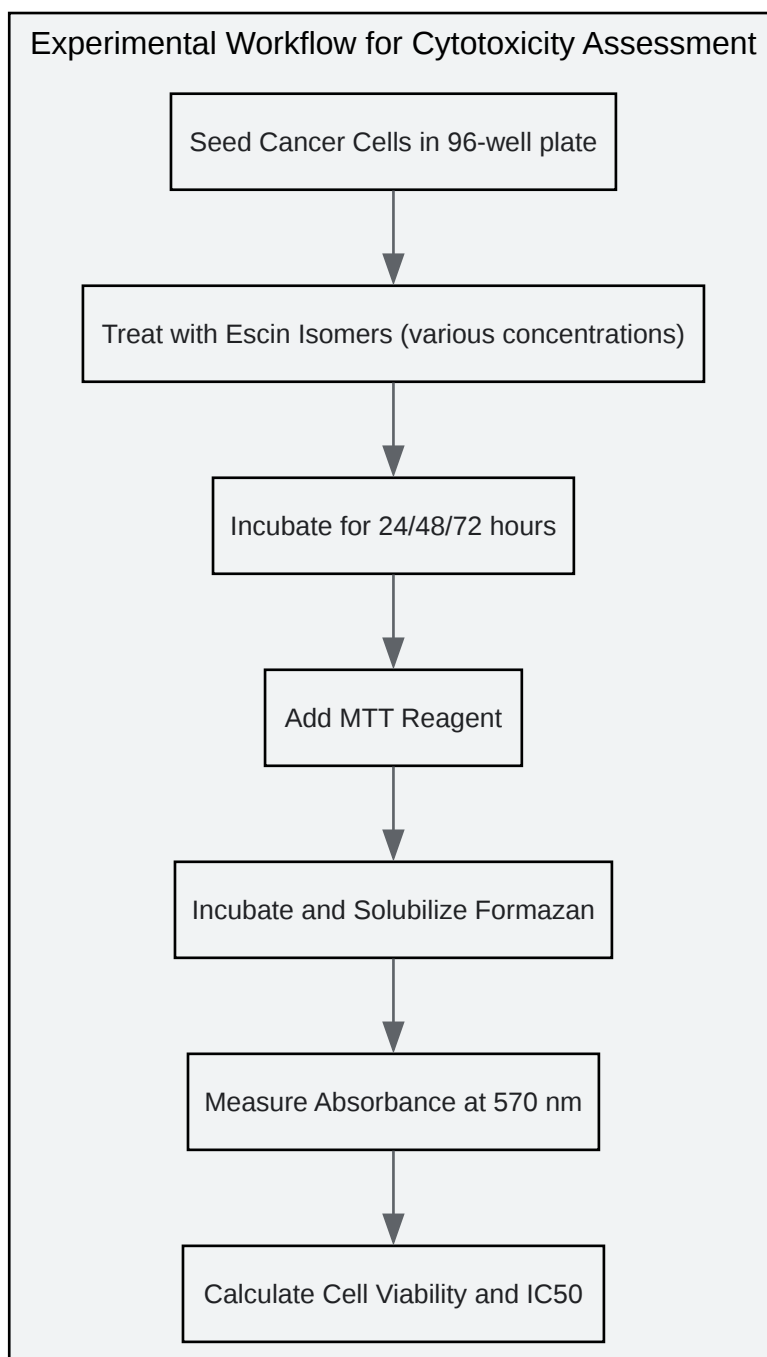 Experimental Workflow for Cytotoxicity Assessment
Seed Cancer Cells in 96-well plate
Treat with Escin Isomers (various concentrations)
Incubate for 24/48/72 hours
Add MTT Reagent
Incubate and Solubilize Formazan
Measure Absorbance at 570 nm
Calculate Cell Viability and IC50